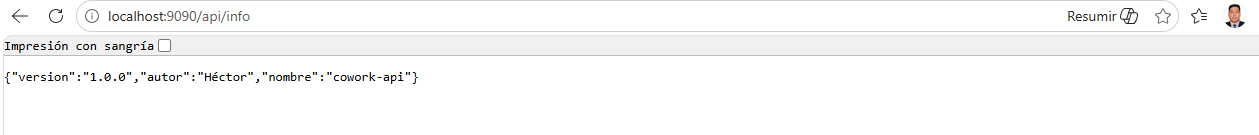 localhost:9090/api/info
Resumir
Impresión con sangría
{"version":"1.0.0","autor":"Héctor","nombre":"cowork-api"}